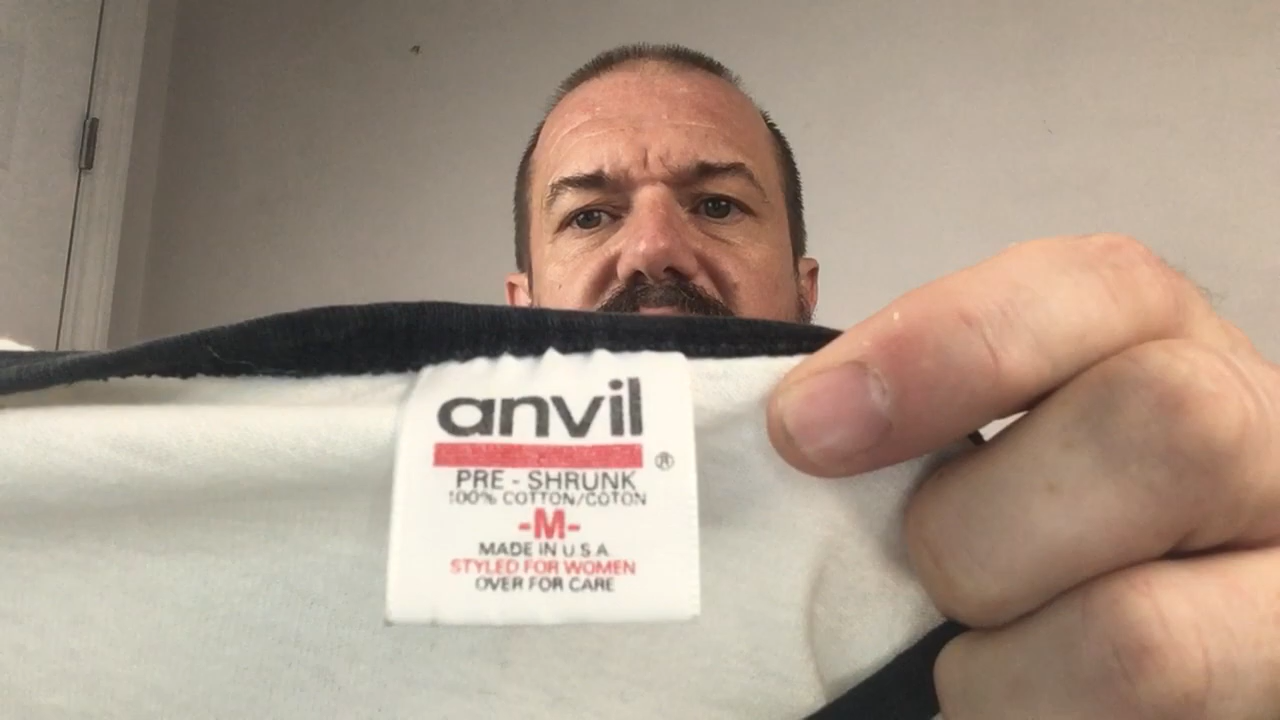 anvil
®
PRE - SHRUNK
100% COTTON/COTON
-M-
MADE IN U.S.A.
STYLED FOR WOMEN
OVER FOR CARE